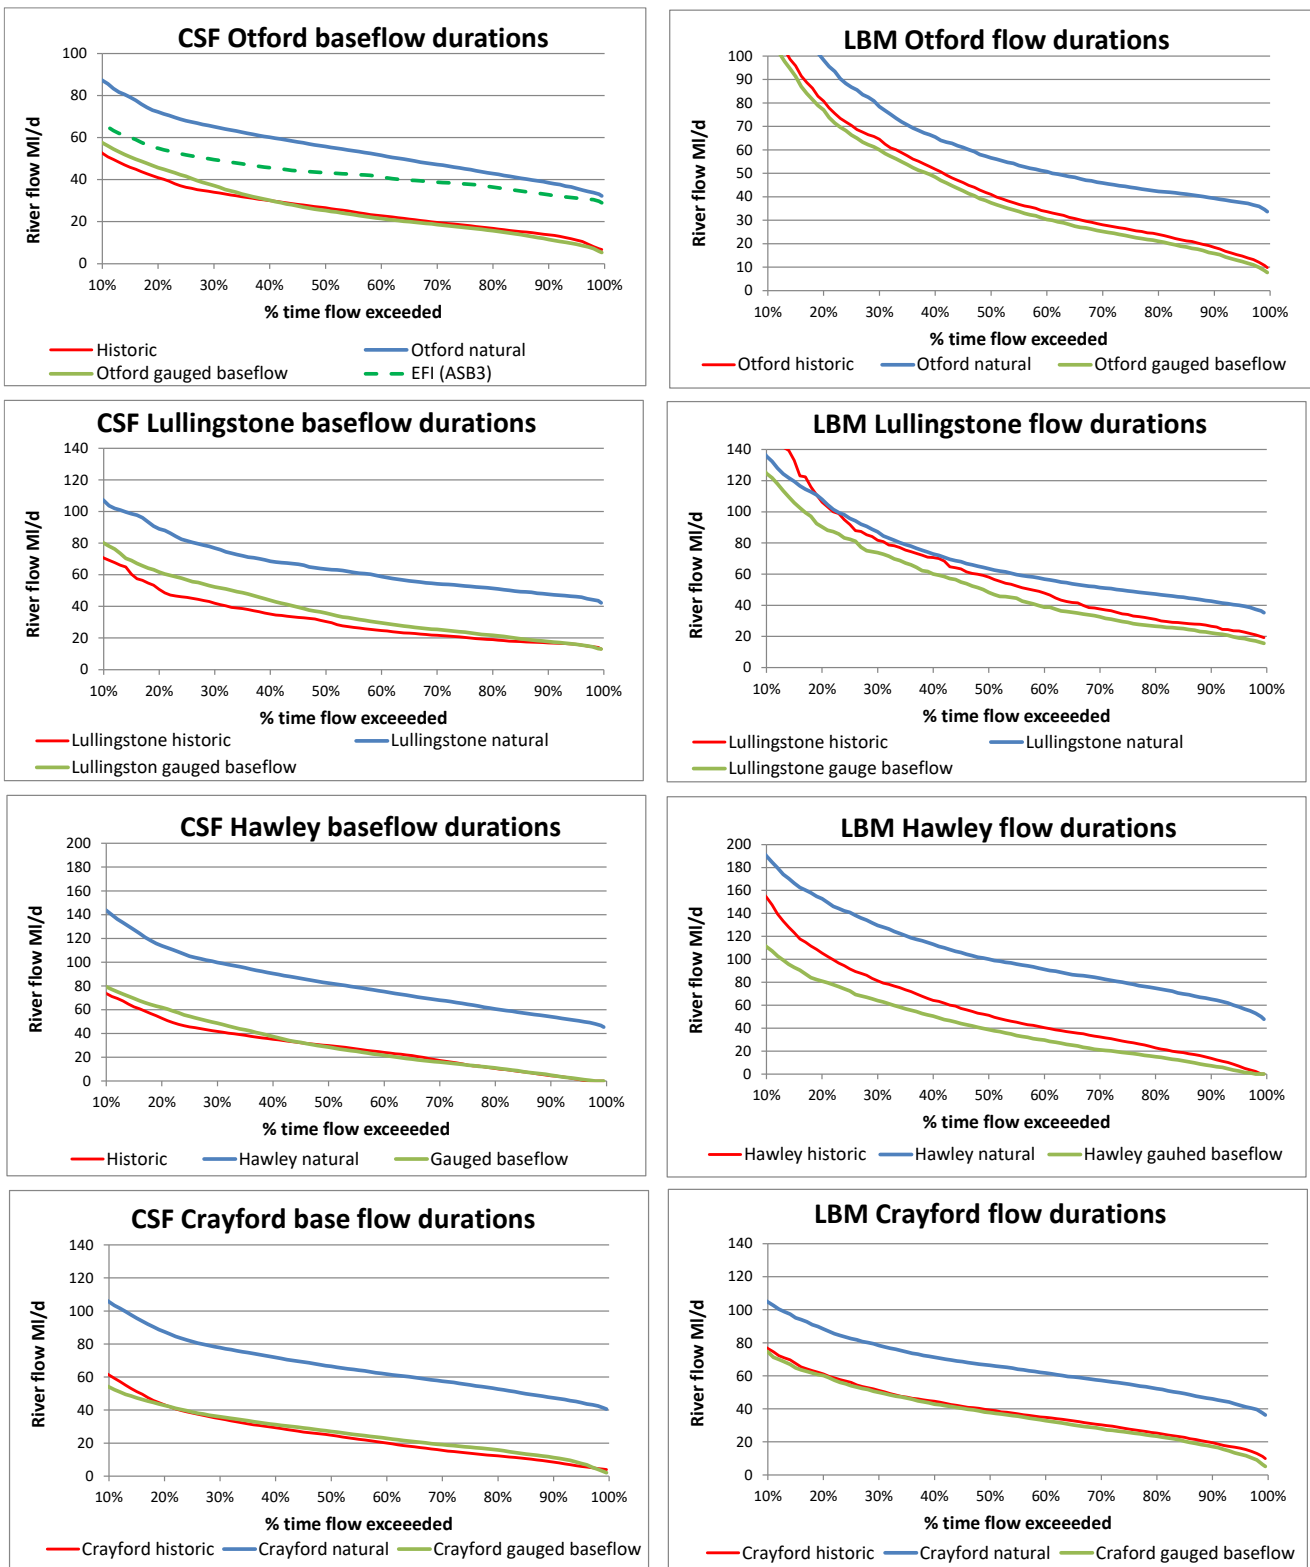 CSF Otford baseflow durations
River flow Ml/d
100
80
60
40
20
0
10% 20% 30% 40% 50% 60% 70% 80% 90% 100%
% time flow exceeded
Historic Otford natural
Otford gauged baseflow EFI (ASB3)
LBM Otford flow durations
River flow Ml/d
100
90
80
70
60
50
40
30
20
10
0
10% 20% 30% 40% 50% 60% 70% 80% 90% 100%
% time flow exceeded
Otford historic Otford natural Otford gauged baseflow
CSF Lullingstone baseflow durations
River flow Ml/d
140
120
100
80
60
40
20
0
10% 20% 30% 40% 50% 60% 70% 80% 90% 100%
% time flow exceeeded
Lullingstone historic Lullingstone natural
Lullingston gauged baseflow
LBM Lullingstone flow durations
River flow Ml/d
140
120
100
80
60
40
20
0
10% 20% 30% 40% 50% 60% 70% 80% 90% 100%
% time flow exceeeded
Lullingstone historic Lullingstone natural
Lullingstone gauge baseflow
CSF Hawley baseflow durations
River flow Ml/d
200
180
160
140
120
100
80
60
40
20
0
10% 20% 30% 40% 50% 60% 70% 80% 90% 100%
% time flow exceeeded
Historic Hawley natural Gauged baseflow
LBM Hawley flow durations
River flow Ml/d
200
180
160
140
120
100
80
60
40
20
0
10% 20% 30% 40% 50% 60% 70% 80% 90% 100%
% time flow exceeeded
Hawley historic Hawley natural Hawley gauhed baseflow
CSF Crayford base flow durations
River flow Ml/d
140
120
100
80
60
40
20
0
10% 20% 30% 40% 50% 60% 70% 80% 90% 100%
% time flow exceeeded
Crayford historic Crayford natural Crayford gauged baseflow
LBM Crayford flow durations
River flow Ml/d
140
120
100
80
60
40
20
0
10% 20% 30% 40% 50% 60% 70% 80% 90% 100%
% time flow exceeeded
Crayford historic Crayford natural Craford gauged baseflow